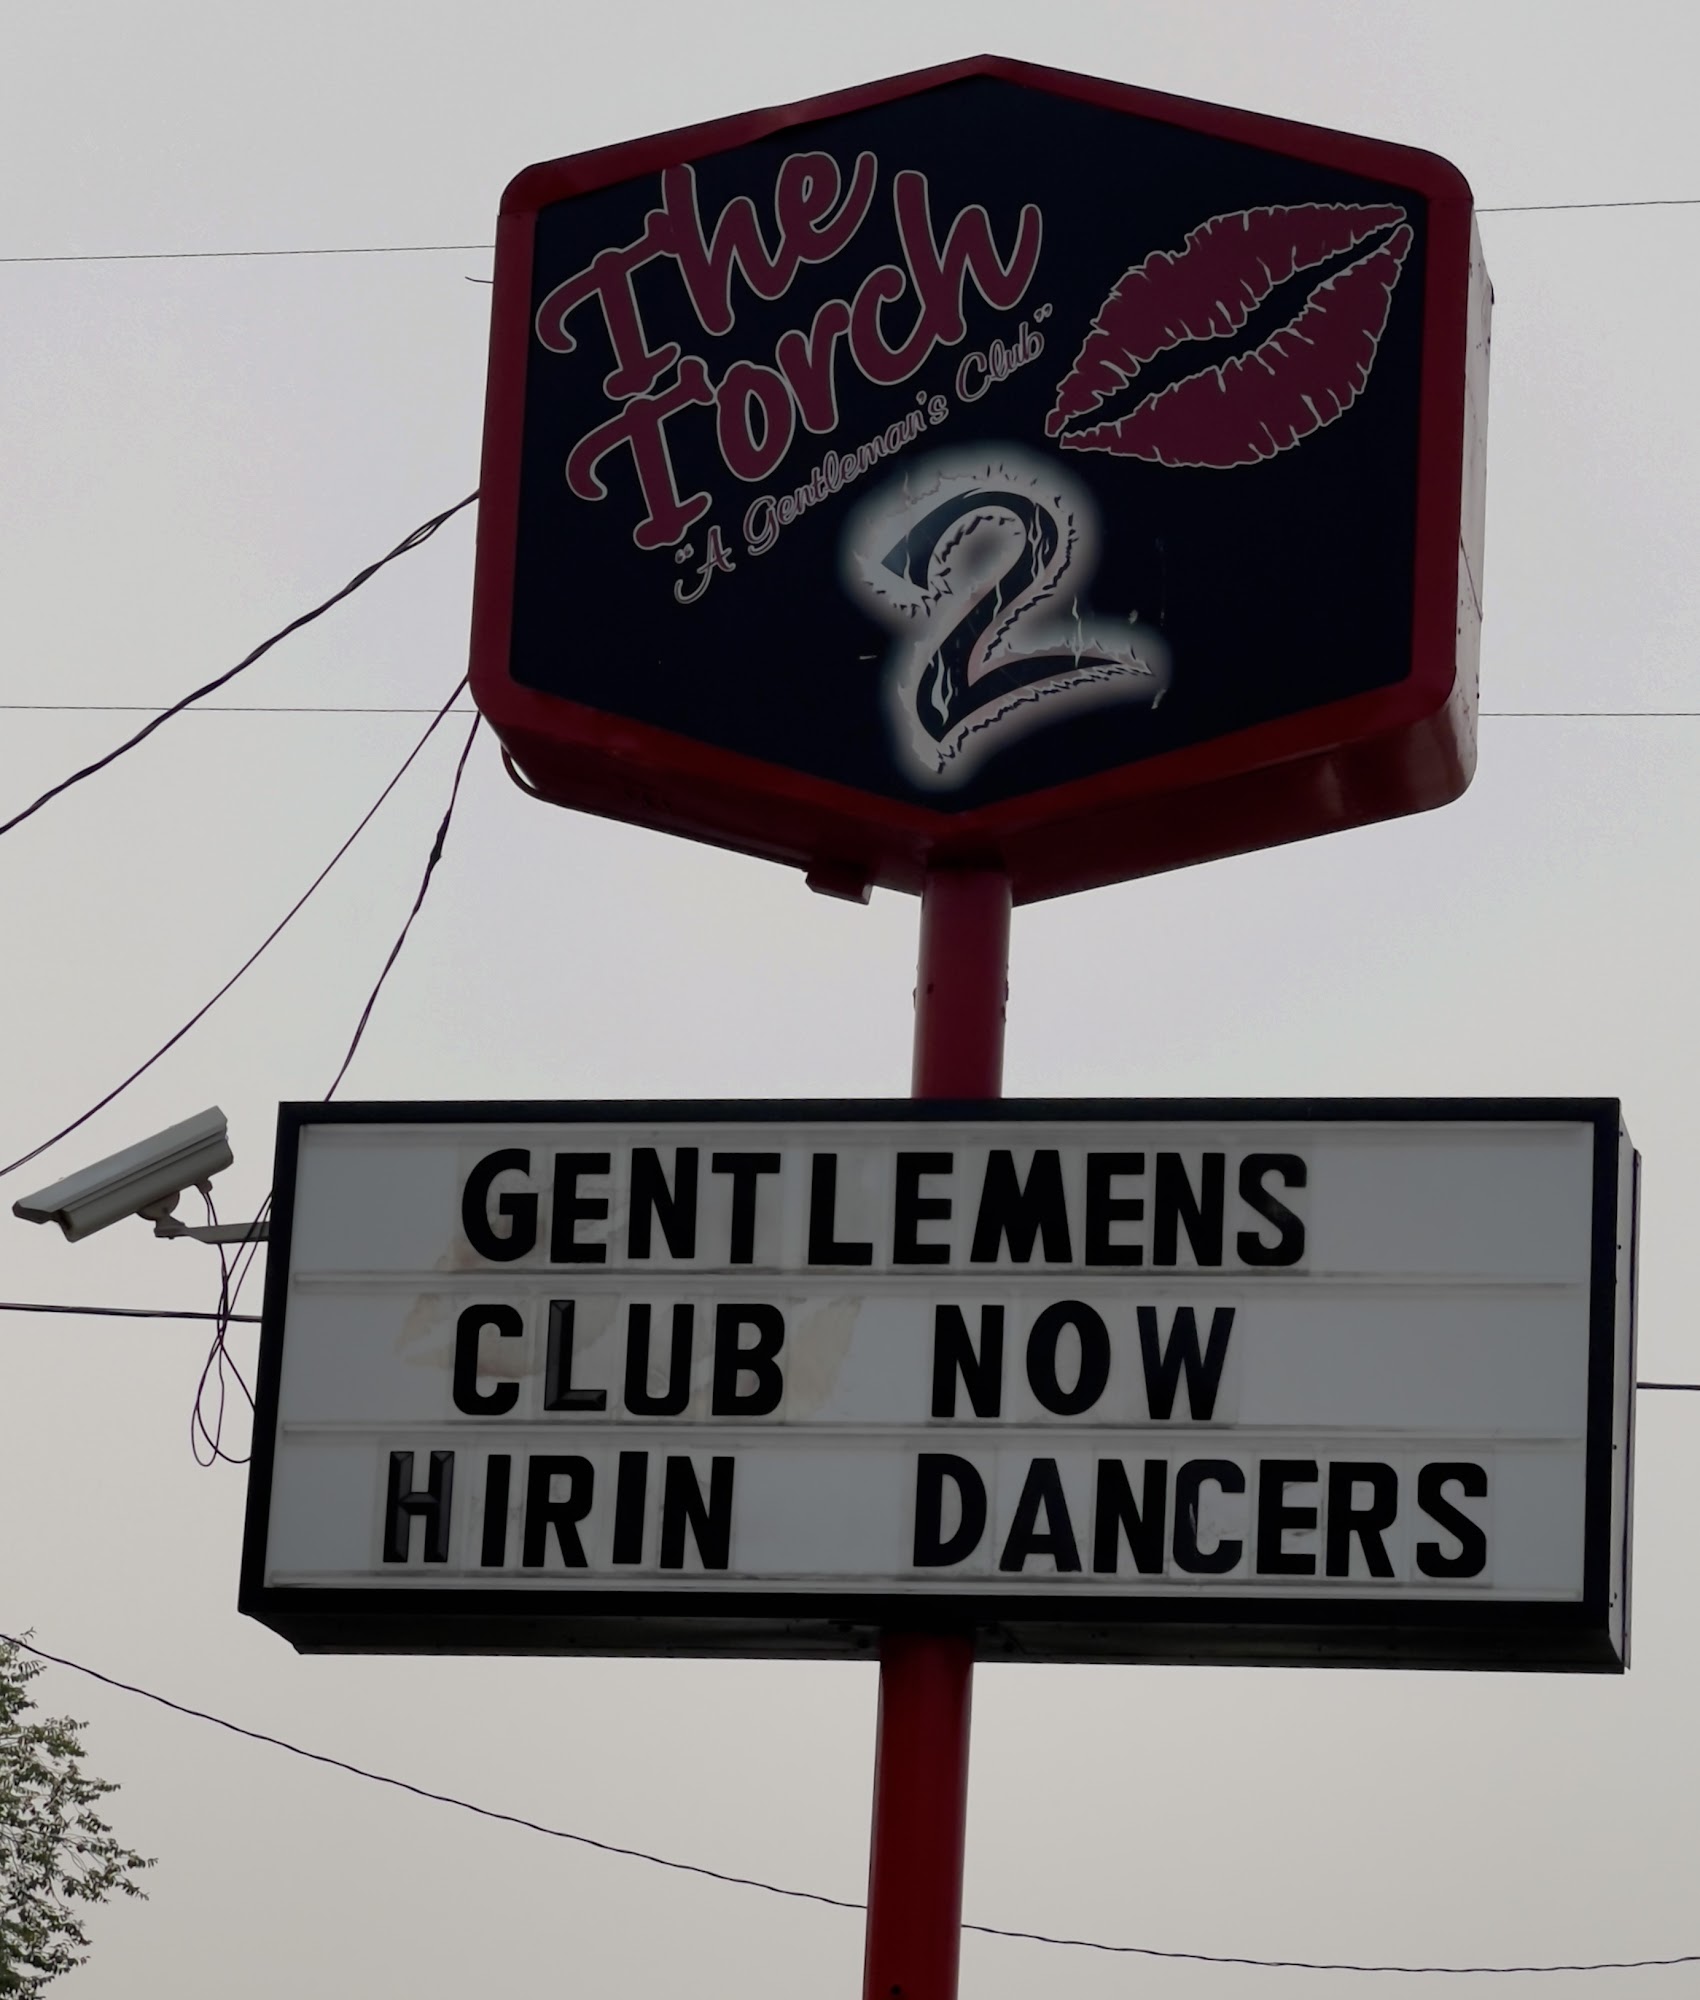 The
Torch
"A Gentleman's Club"
2
GENTLEMENS
CLUB NOW
HIRIN DANCERS